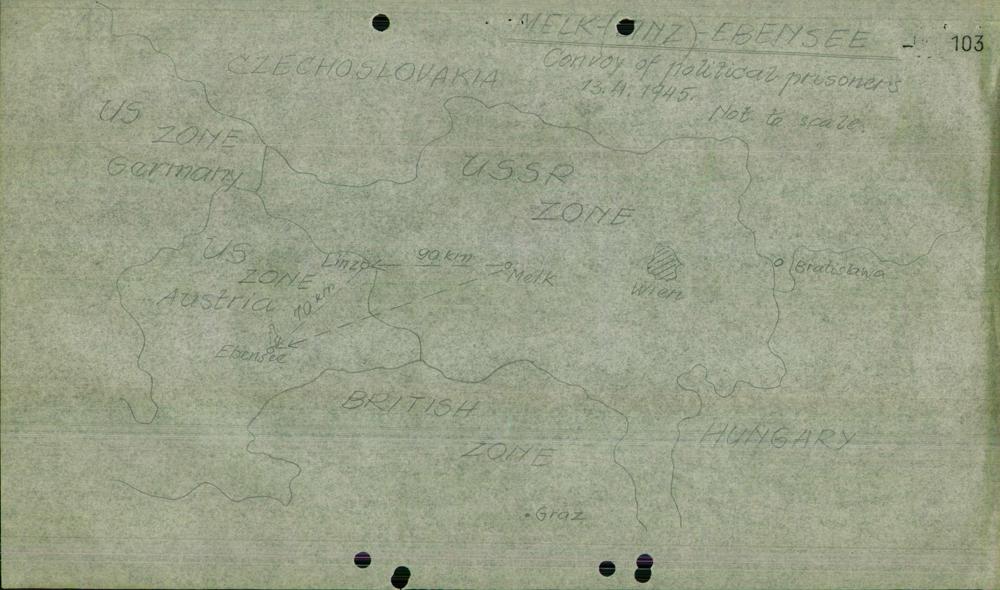 MELK-(LINZ)-EBENSEE
103
Convoy of political prisoners
13.4.1945.
Not to scale.
CZECHOSLOVAKIA
US
ZONE
Germany
USSR
ZONE
US
ZONE
Austria
Linz
90 km
Melk
Wien
Bratislava
70 km
Ebensee
BRITISH
ZONE
HUNGARY
Graz